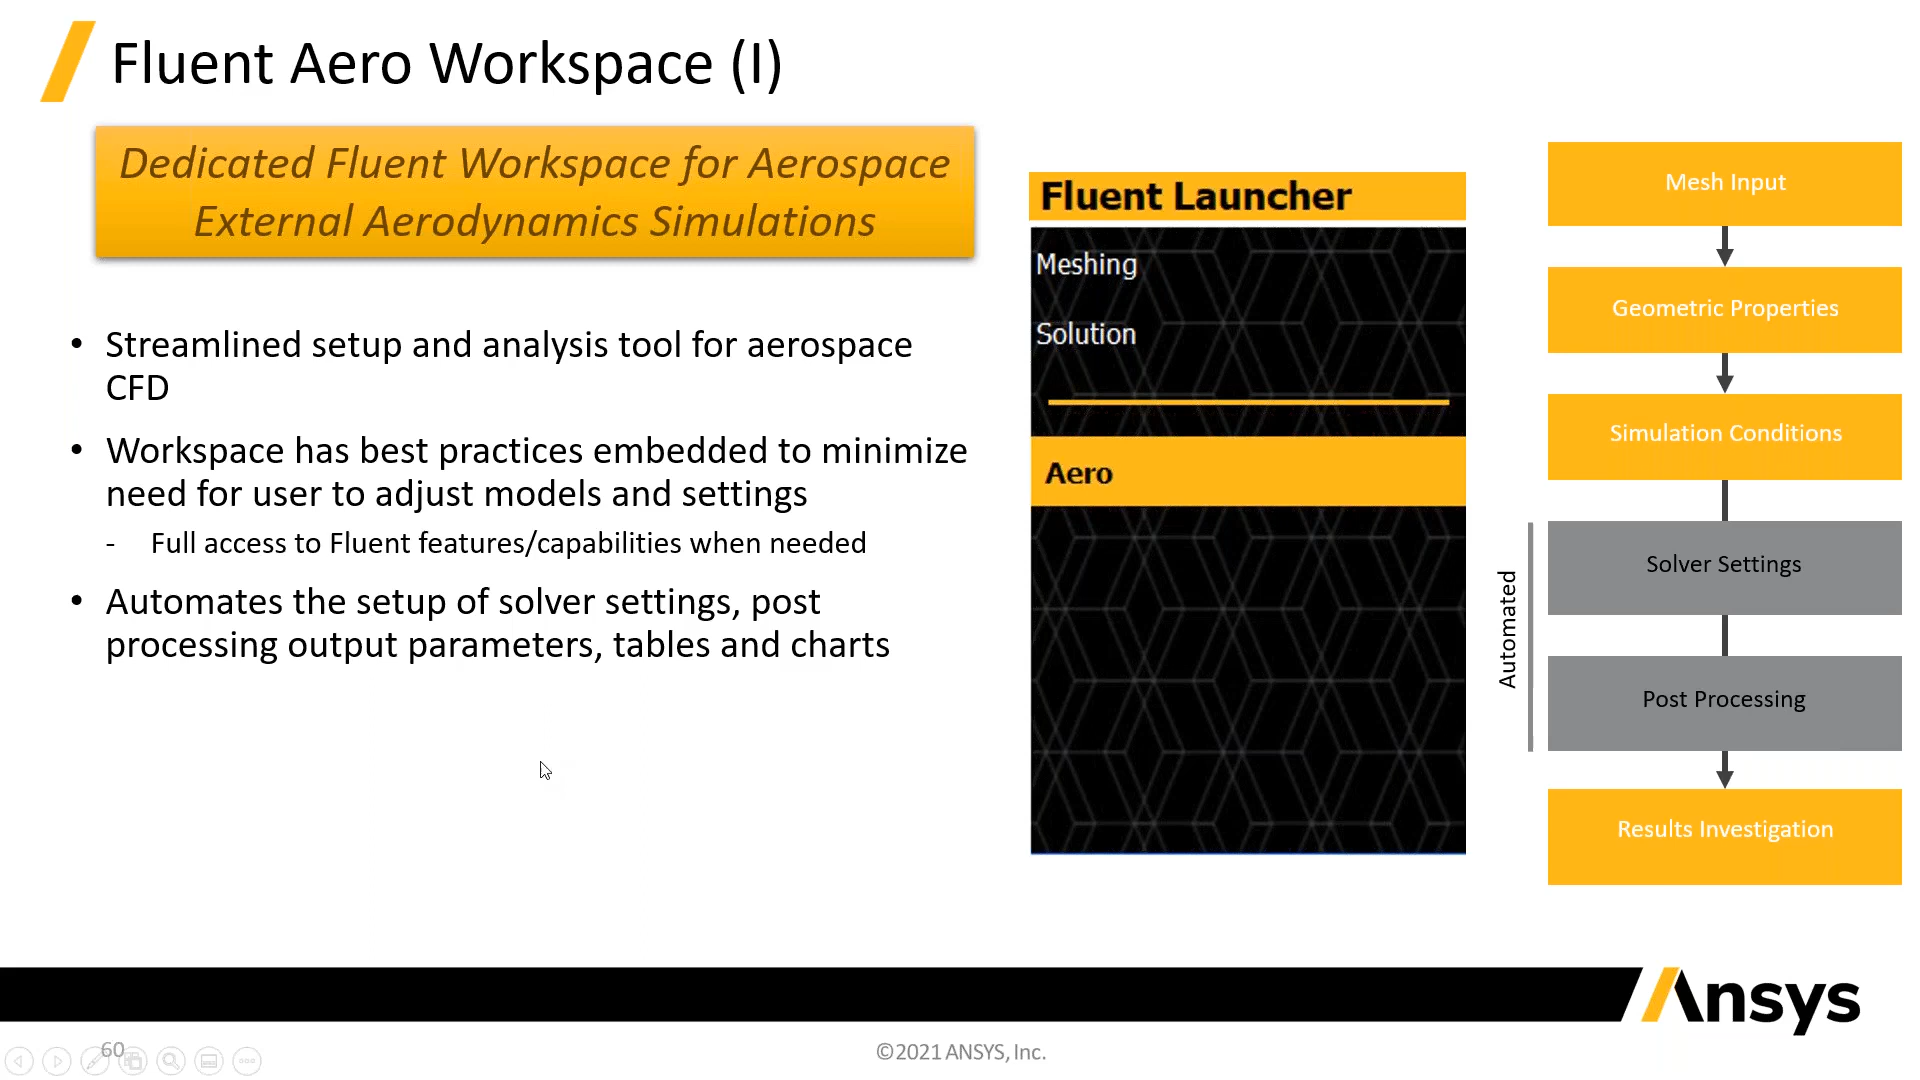 Fluent Aero Workspace (I)
Dedicated Fluent Workspace for Aerospace
External Aerodynamics Simulations
• Streamlined setup and analysis tool for aerospace
CFD
• Workspace has best practices embedded to minimize
need for user to adjust models and settings
- Full access to Fluent features/capabilities when needed
• Automates the setup of solver settings, post
processing output parameters, tables and charts
Fluent Launcher
Meshing
Solution
Aero
Mesh Input
Geometric Properties
Simulation Conditions
Automated
Solver Settings
Post Processing
Results Investigation
Ansys
60
©2021 ANSYS, Inc.